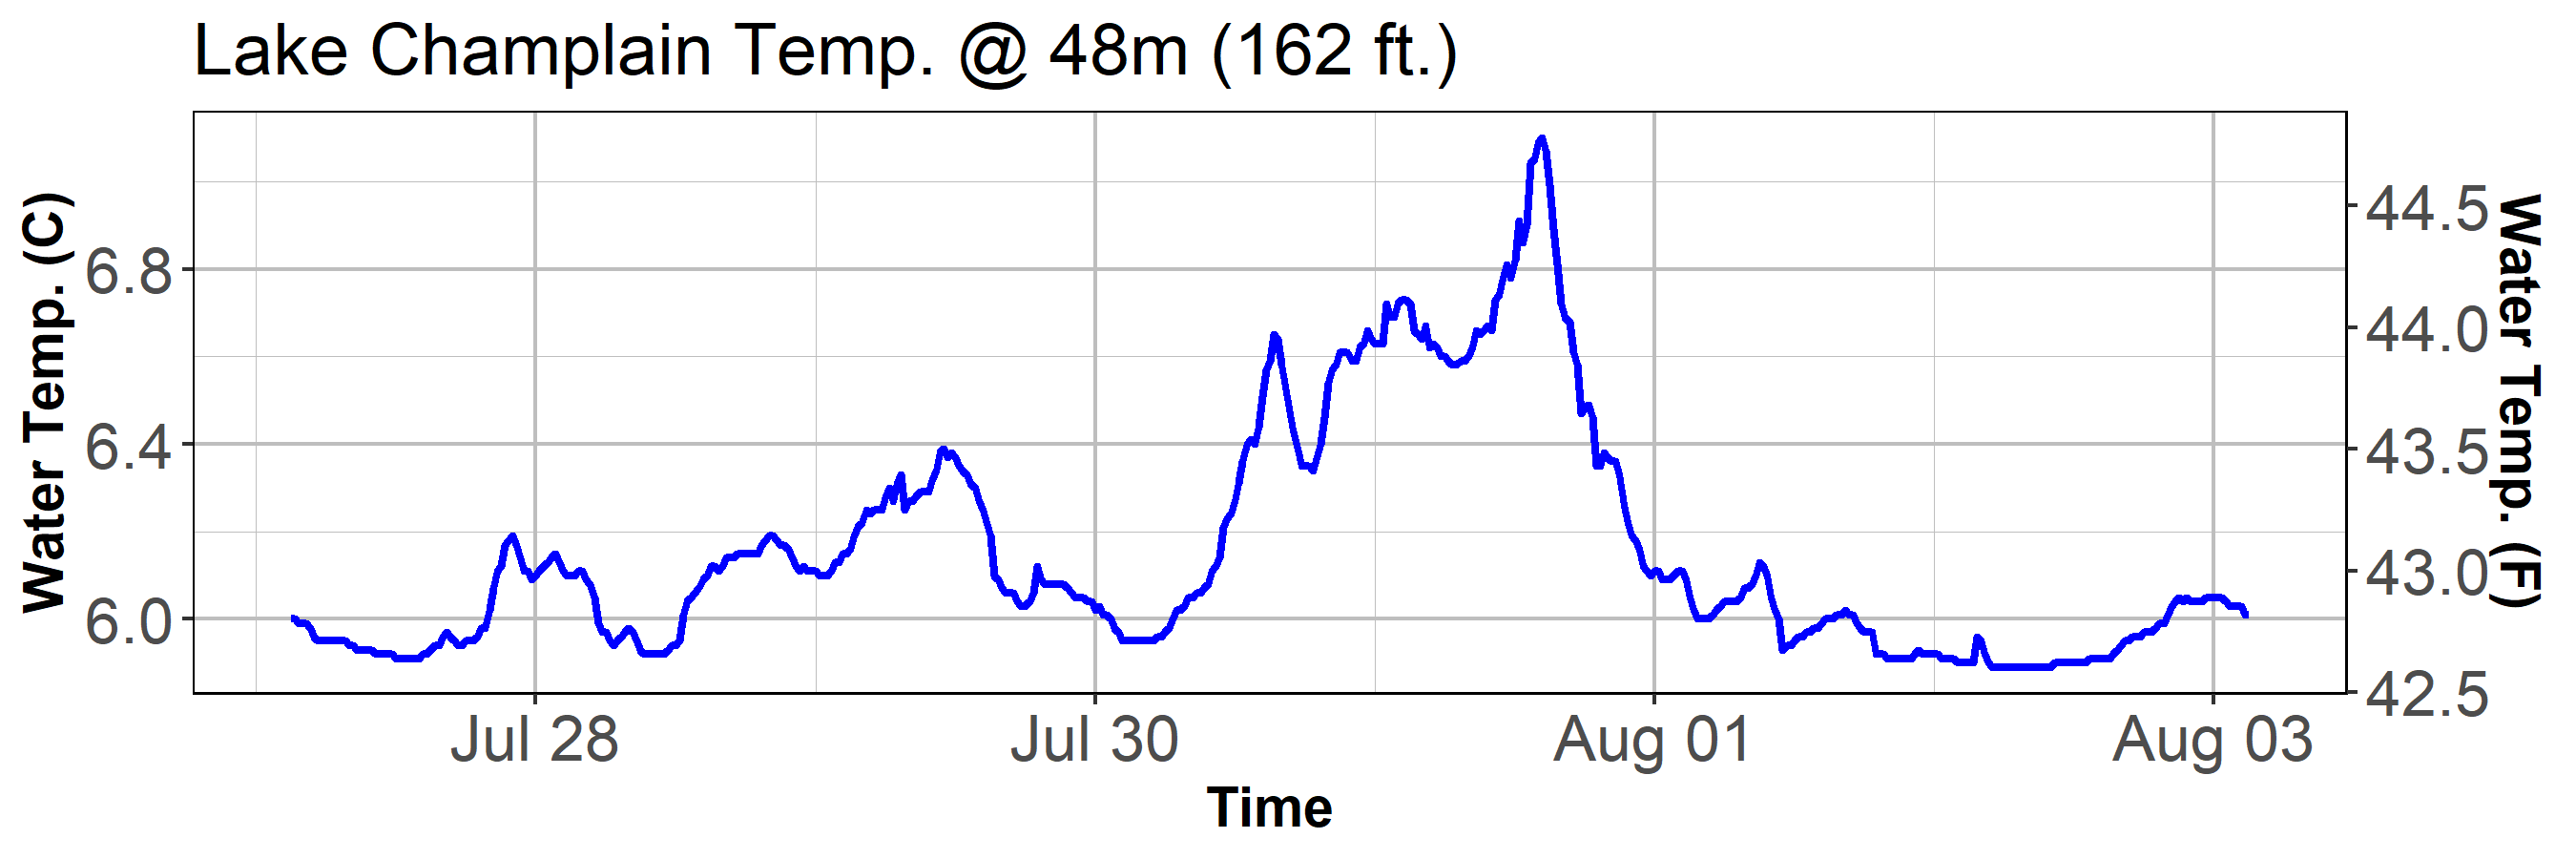 Lake Champlain Temp. @ 48m (162 ft.)
Water Temp. (C)
6.8
6.4
6.0
44.5
44.0
43.5
43.0
42.5
Water Temp. (F)
Jul 28 Jul 30 Aug 01 Aug 03
Time